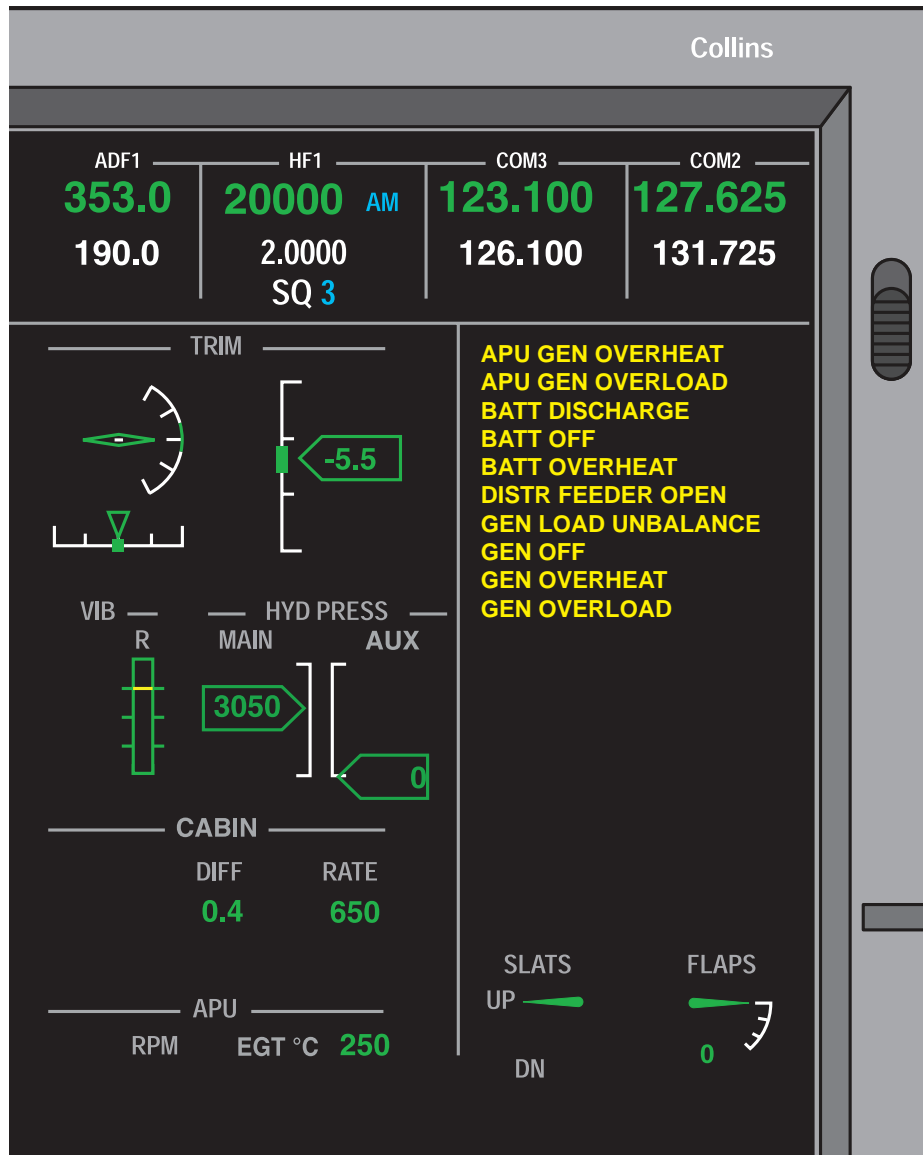 Collins
ADF1 HF1 COM3 COM2
353.0 20000 AM 123.100 127.625
190.0 2.0000 126.100 131.725
SQ 3
TRIM
-5.5
VIB HYD PRESS
R MAIN AUX
3050
0
CABIN
DIFF RATE
0.4 650
APU
RPM EGT °C 250
APU GEN OVERHEAT
APU GEN OVERLOAD
BATT DISCHARGE
BATT OFF
BATT OVERHEAT
DISTR FEEDER OPEN
GEN LOAD UNBALANCE
GEN OFF
GEN OVERHEAT
GEN OVERLOAD
SLATS FLAPS
UP
0
DN